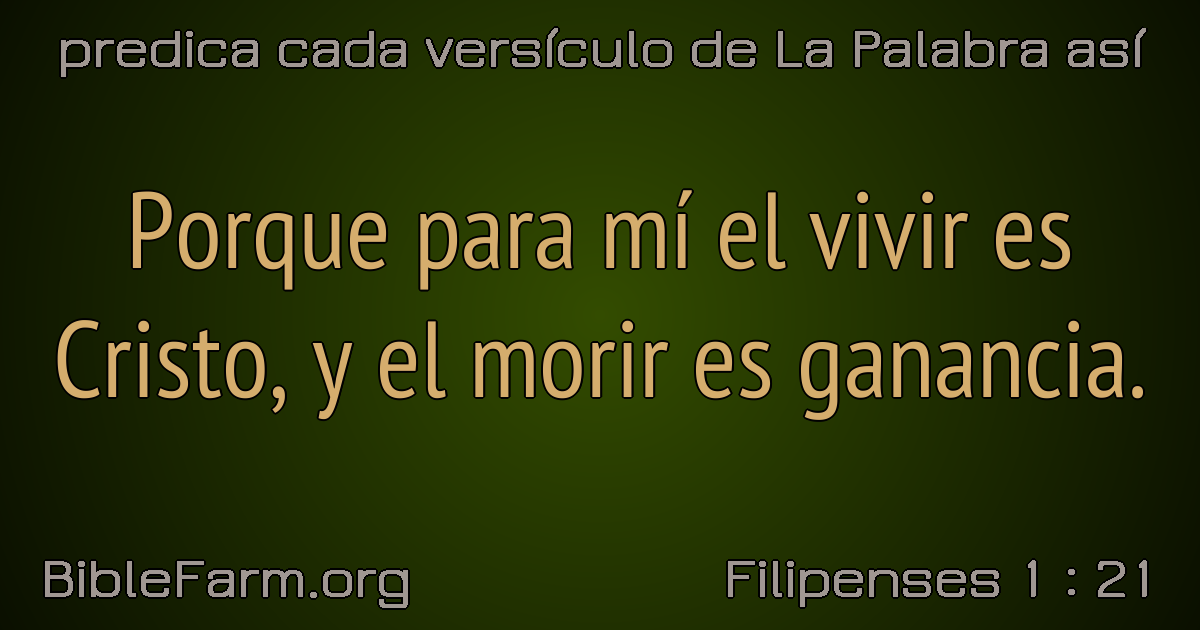 predica cada versículo de La Palabra así
Porque para mí el vivir es
Cristo, y el morir es ganancia.
BibleFarm.org
Filipenses 1 : 21